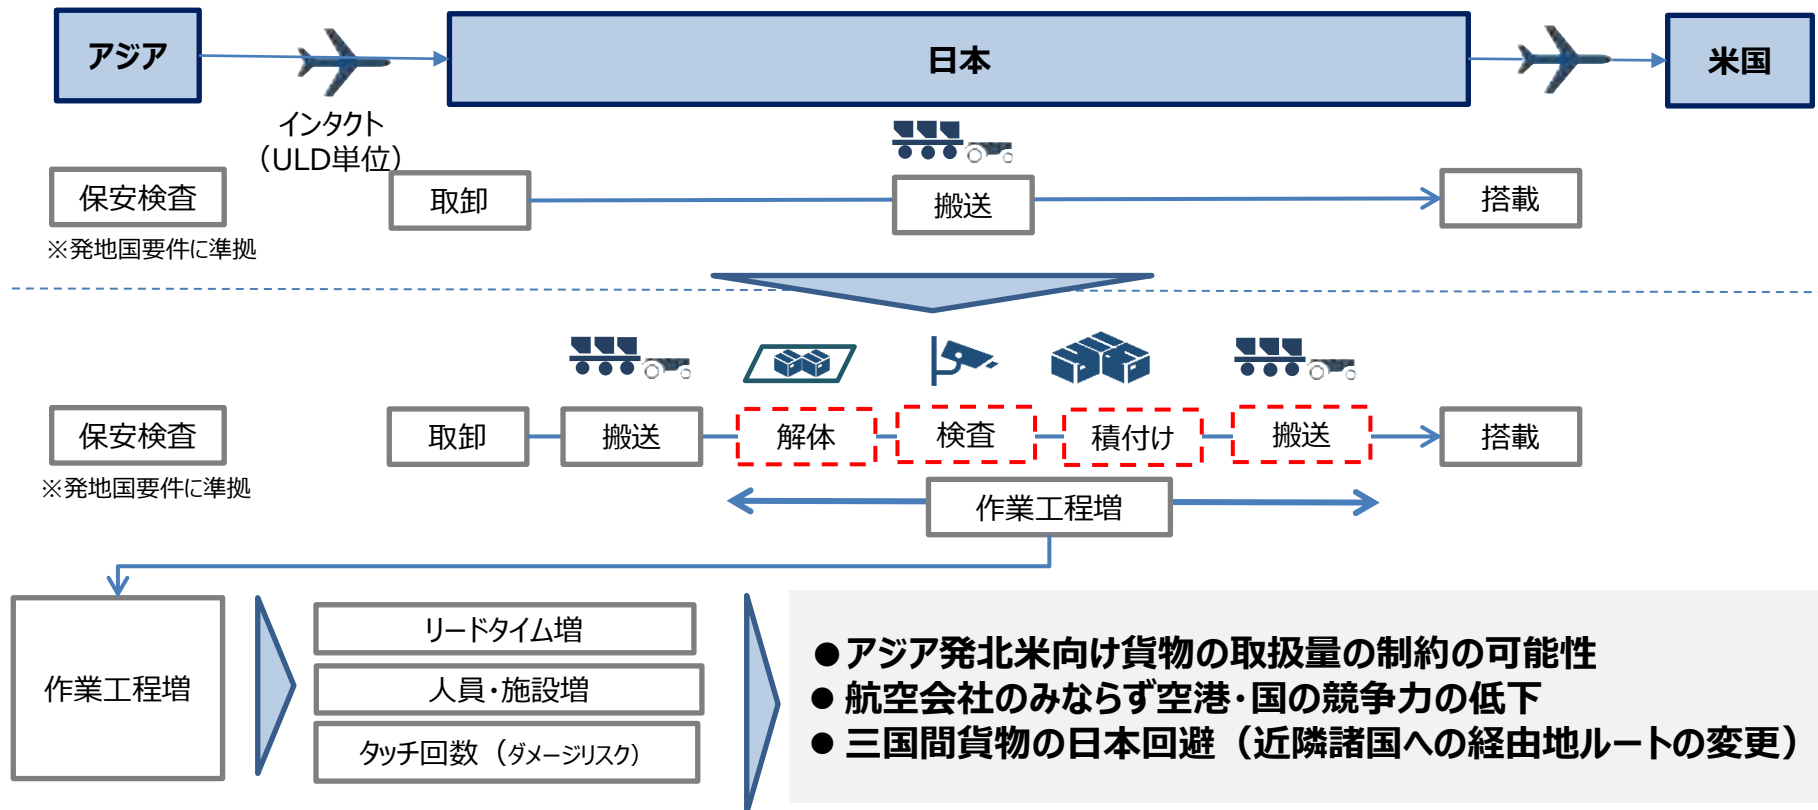 アジア
日本
米国
インタクト
（ULD単位）
保安検査
取卸
搬送
搭載
※発地国要件に準拠
保安検査
取卸
搬送
解体
検査
積付け
搬送
搭載
※発地国要件に準拠
作業工程増
作業工程増
リードタイム増
人員・施設増
タッチ回数（ダメージリスク）
●アジア発北米向け貨物の取扱量の制約の可能性
●航空会社のみならず空港・国の競争力の低下
●三国間貨物の日本回避（近隣諸国への経由地ルートの変更）